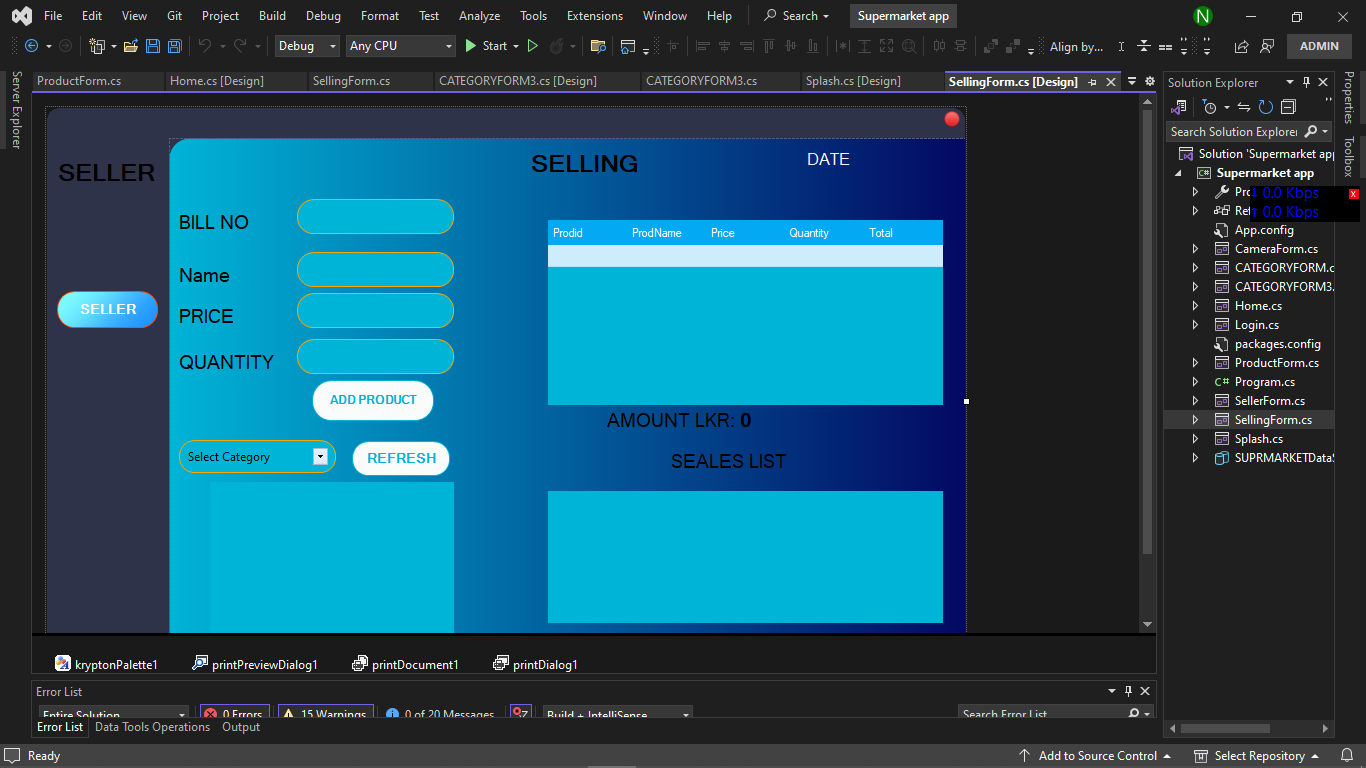 File Edit View Git Project Build Debug Format Test Analyze Tools Extensions Window Help Search Supermarket app N
Debug Any CPU Start Align by... ADMIN
ProductForm.cs Home.cs [Design] SellingForm.cs CATEGORYFORM3.cs [Design] CATEGORYFORM3.cs Splash.cs [Design] SellingForm.cs [Design]
Server Explorer
SELLER
SELLER
SELLING
DATE
BILL NO
Name
PRICE
QUANTITY
ADD PRODUCT
Select Category
REFRESH
Prodid ProdName Price Quantity Total
AMOUNT LKR: 0
SEALES LIST
kryptonPalette1 printPreviewDialog1 printDocument1 printDialog1
Solution Explorer
Search Solution Explorer
Solution 'Supermarket app
C# Supermarket app
Pro
↓ 0.0 Kbps x
Ref
↑ 0.0 Kbps
App.config
CameraForm.cs
CATEGORYFORM.c
CATEGORYFORM3.
Home.cs
Login.cs
packages.config
ProductForm.cs
C# Program.cs
SellerForm.cs
SellingForm.cs
Splash.cs
SUPRMARKETDataS
Properties
Toolbox
Error List
Entire Solution 0 Errors 15 Warnings 0 of 20 Messages Build + IntelliSense Search Error List
Error List Data Tools Operations Output
Ready Add to Source Control Select Repository